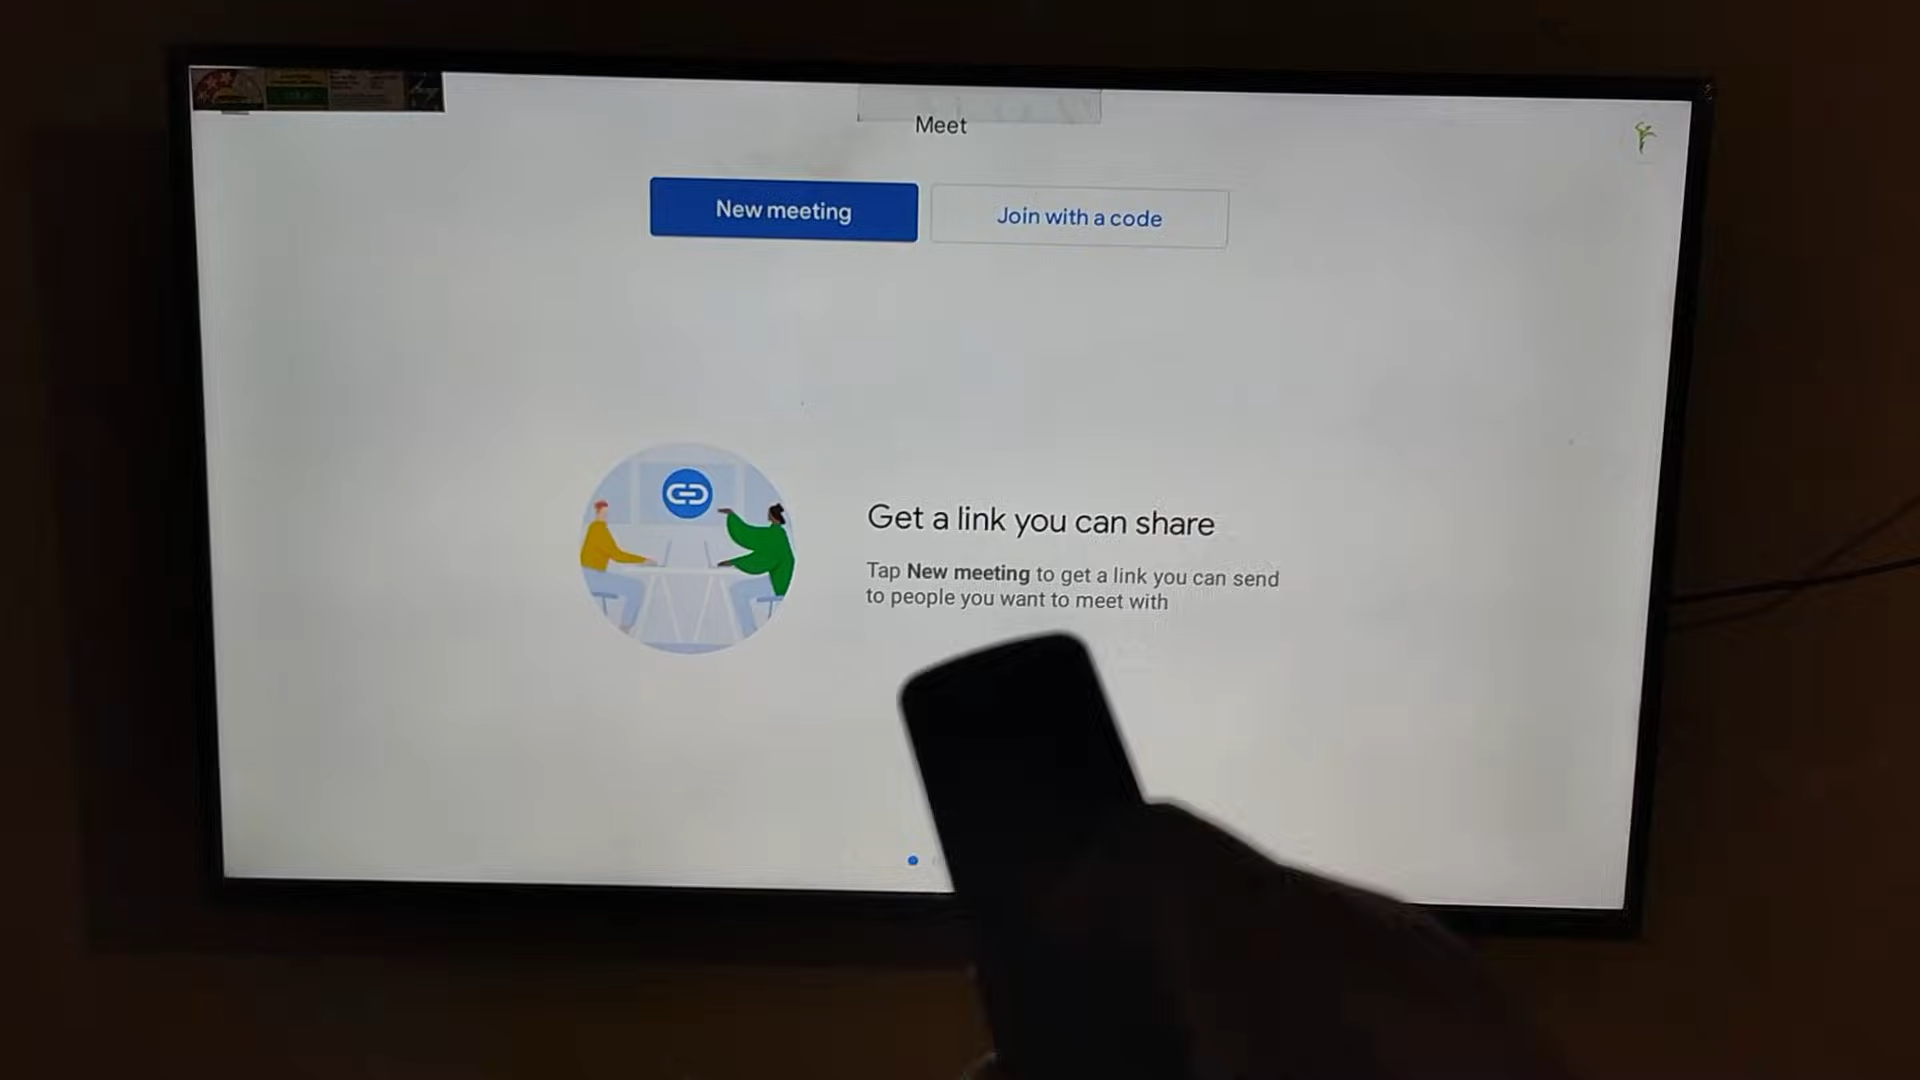 Meet
New meeting
Join with a code
Get a link you can share
Tap New meeting to get a link you can send
to people you want to meet with